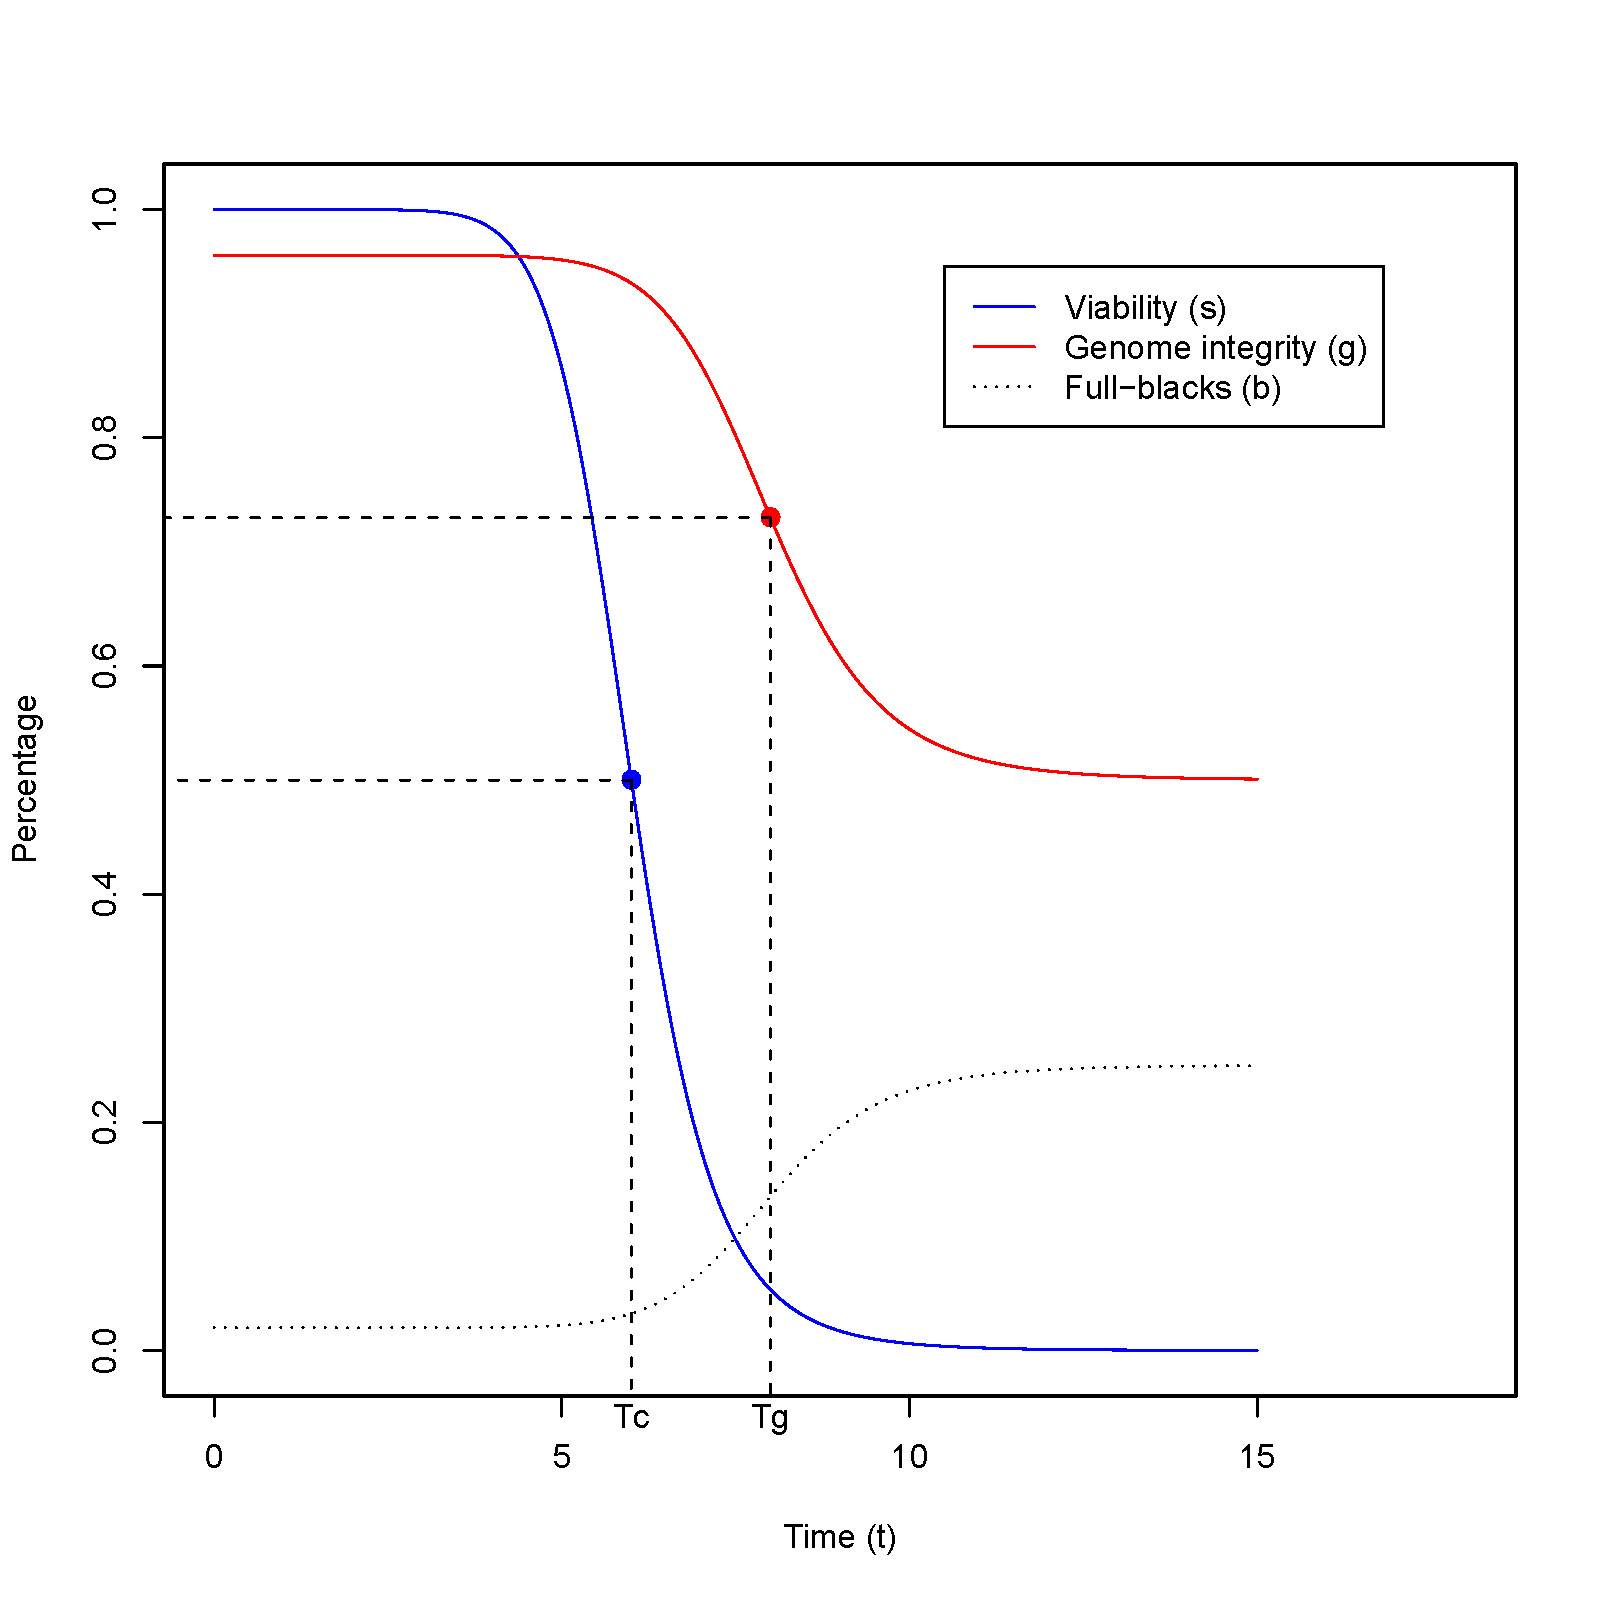 Viability (s)
Genome integrity (g)
Full−blacks (b)
Percentage
1.0
0.8
0.6
0.4
0.2
0.0
Tc
Tg
0
5
10
15
Time (t)